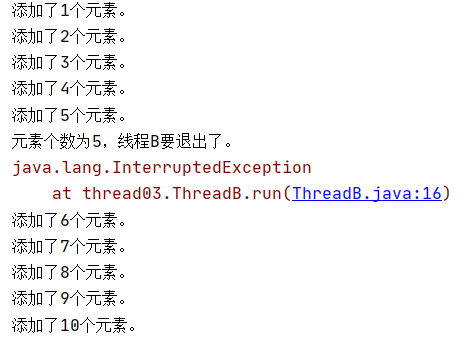 添加了1个元素。
添加了2个元素。
添加了3个元素。
添加了4个元素。
添加了5个元素。
元素个数为5，线程B要退出了。
java.lang.InterruptedException
    at thread03.ThreadB.run(ThreadB.java:16)
添加了6个元素。
添加了7个元素。
添加了8个元素。
添加了9个元素。
添加了10个元素。